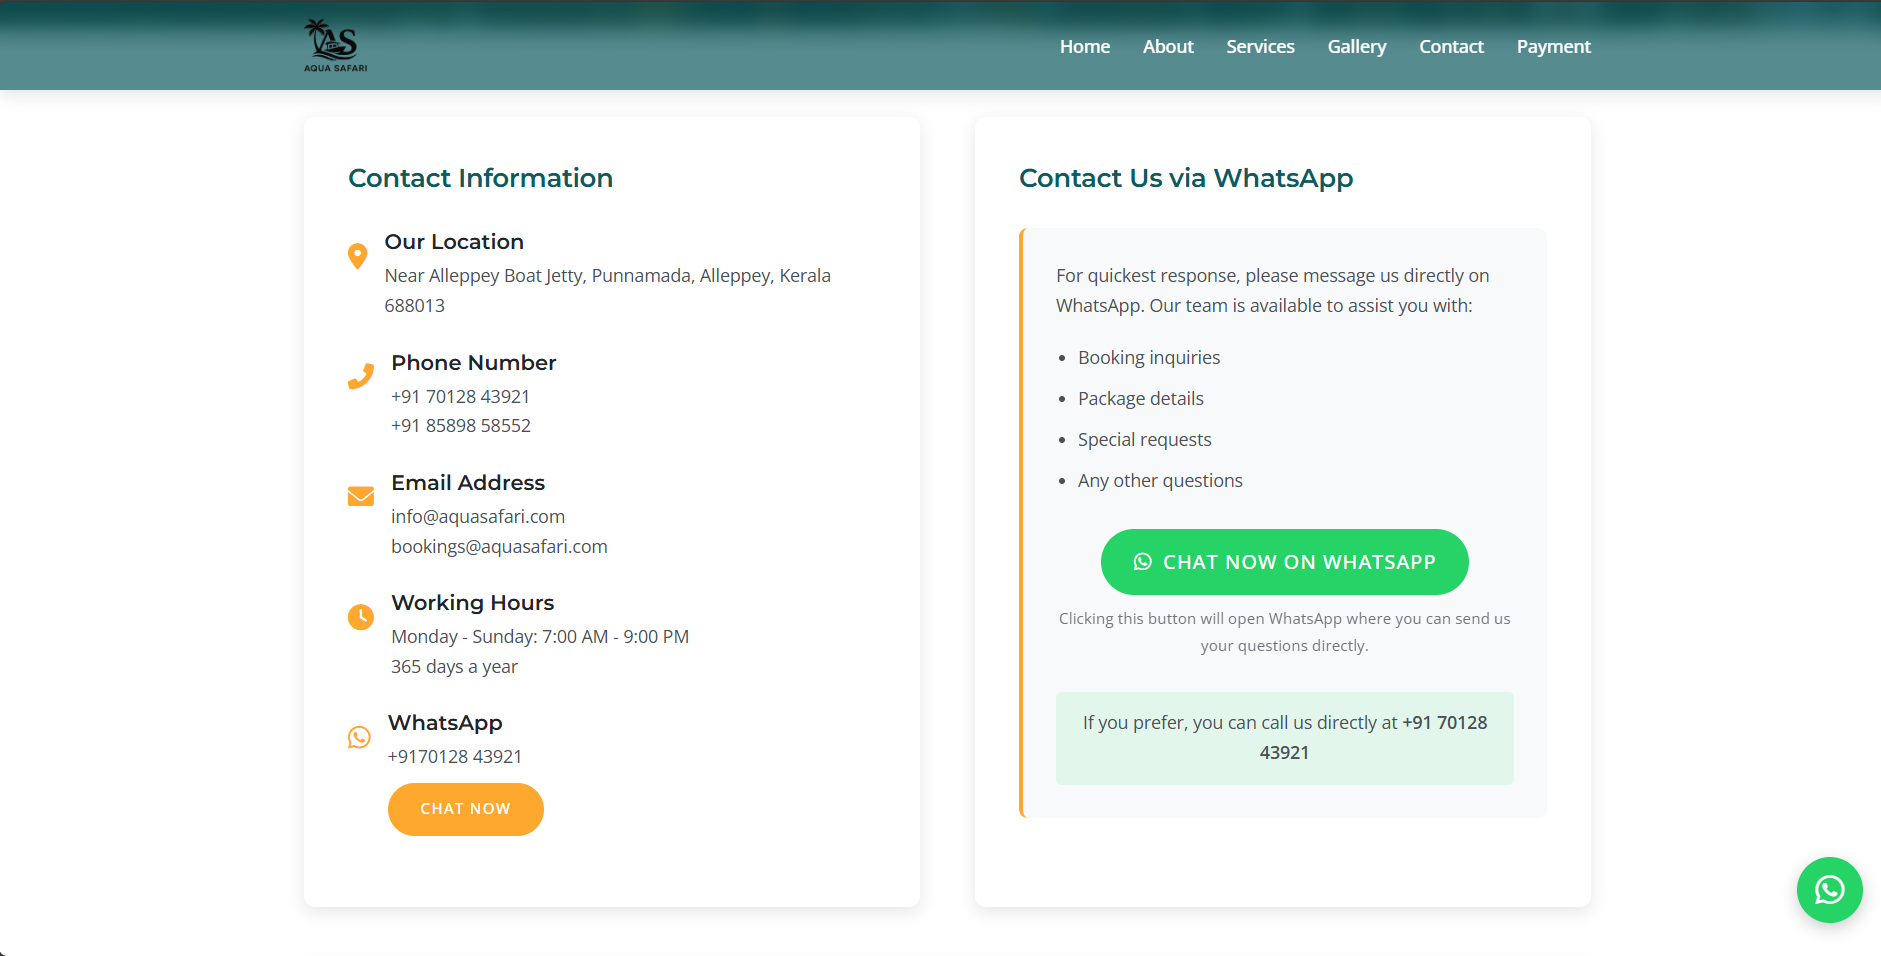 AS
AQUA SAFARI
Home About Services Gallery Contact Payment
Contact Information
Our Location
Near Alleppey Boat Jetty, Punnamada, Alleppey, Kerala
688013
Phone Number
+91 70128 43921
+91 85898 58552
Email Address
info@aquasafari.com
bookings@aquasafari.com
Working Hours
Monday - Sunday: 7:00 AM - 9:00 PM
365 days a year
WhatsApp
+9170128 43921
CHAT NOW
Contact Us via WhatsApp
For quickest response, please message us directly on
WhatsApp. Our team is available to assist you with:
• Booking inquiries
• Package details
• Special requests
• Any other questions
CHAT NOW ON WHATSAPP
Clicking this button will open WhatsApp where you can send us
your questions directly.
If you prefer, you can call us directly at +91 70128
43921